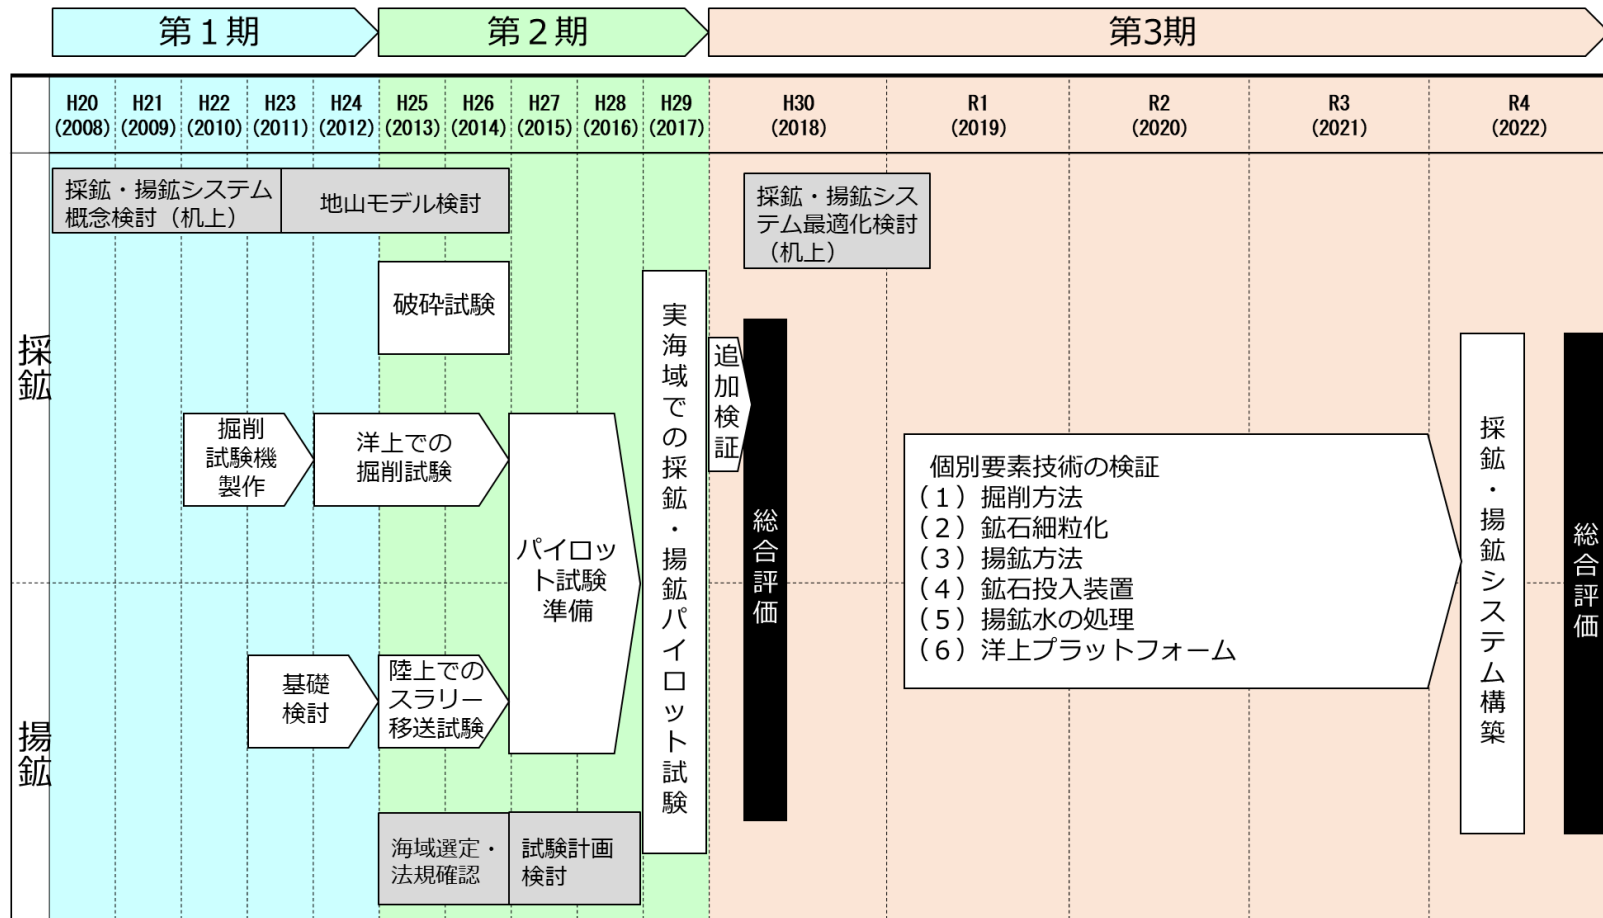 第１期
第２期
第3期
H20
(2008)
H21
(2009)
H22
(2010)
H23
(2011)
H24
(2012)
H25
(2013)
H26
(2014)
H27
(2015)
H28
(2016)
H29
(2017)
H30
(2018)
R1
(2019)
R2
(2020)
R3
(2021)
R4
(2022)
採鉱
揚鉱
採鉱・揚鉱システム
概念検討（机上）
地山モデル検討
採鉱・揚鉱シス
テム最適化検討
（机上）
破砕試験
掘削
試験機
製作
洋上での
掘削試験
パイロッ
ト試験
準備
基礎
検討
陸上での
スラリー
移送試験
海域選定・
法規確認
試験計画
検討
実海域での採鉱・揚鉱パイロット試験
追加検証
総合評価
個別要素技術の検証
（１）掘削方法
（２）鉱石細粒化
（３）揚鉱方法
（４）鉱石投入装置
（５）揚鉱水の処理
（６）洋上プラットフォーム
採鉱・揚鉱システム構築
総合評価